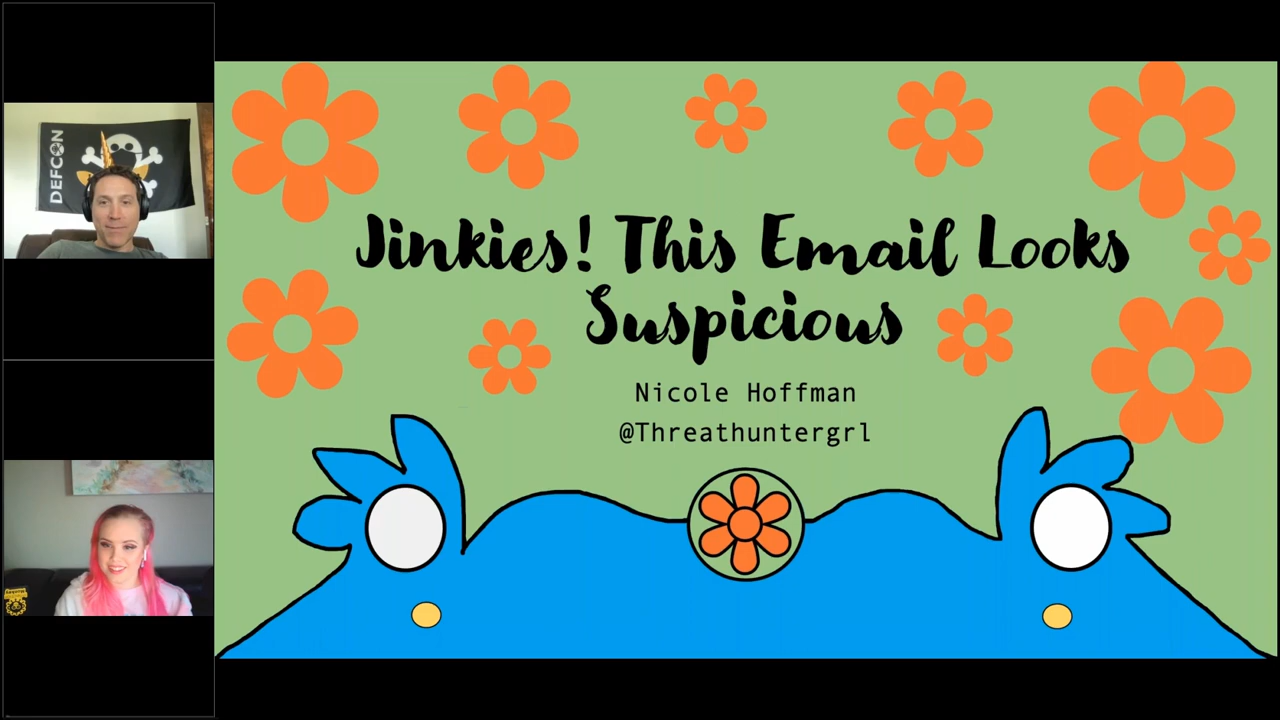 DEFCON
Jinkies! This Email Looks
Suspicious
Nicole Hoffman
@Threathuntergrl